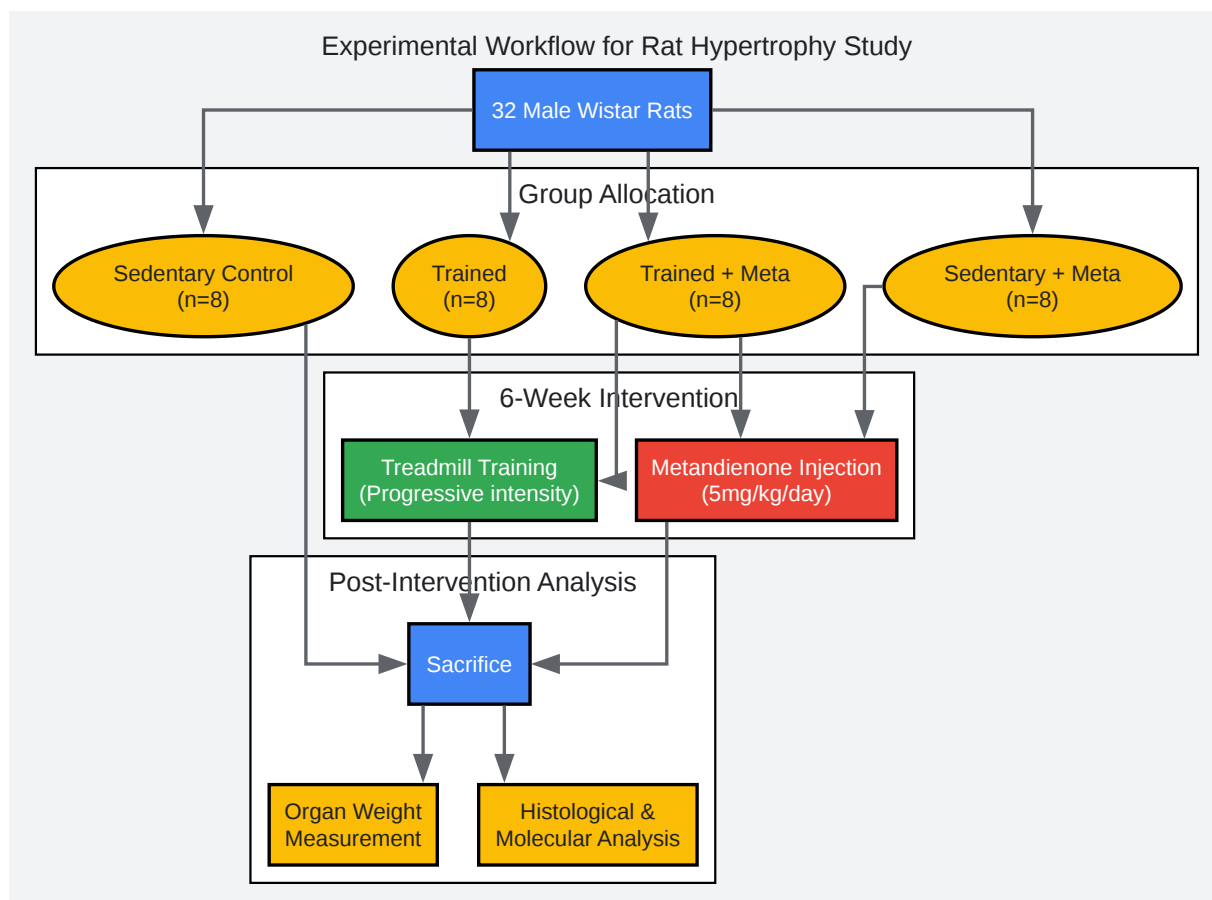 Experimental Workflow for Rat Hypertrophy Study
32 Male Wistar Rats
Group Allocation
Sedentary Control
(n=8)
Trained
(n=8)
Trained + Meta
(n=8)
Sedentary + Meta
(n=8)
6-Week Intervention
Treadmill Training
(Progressive intensity)
Metandienone Injection
(5mg/kg/day)
Post-Intervention Analysis
Sacrifice
Organ Weight
Measurement
Histological &
Molecular Analysis